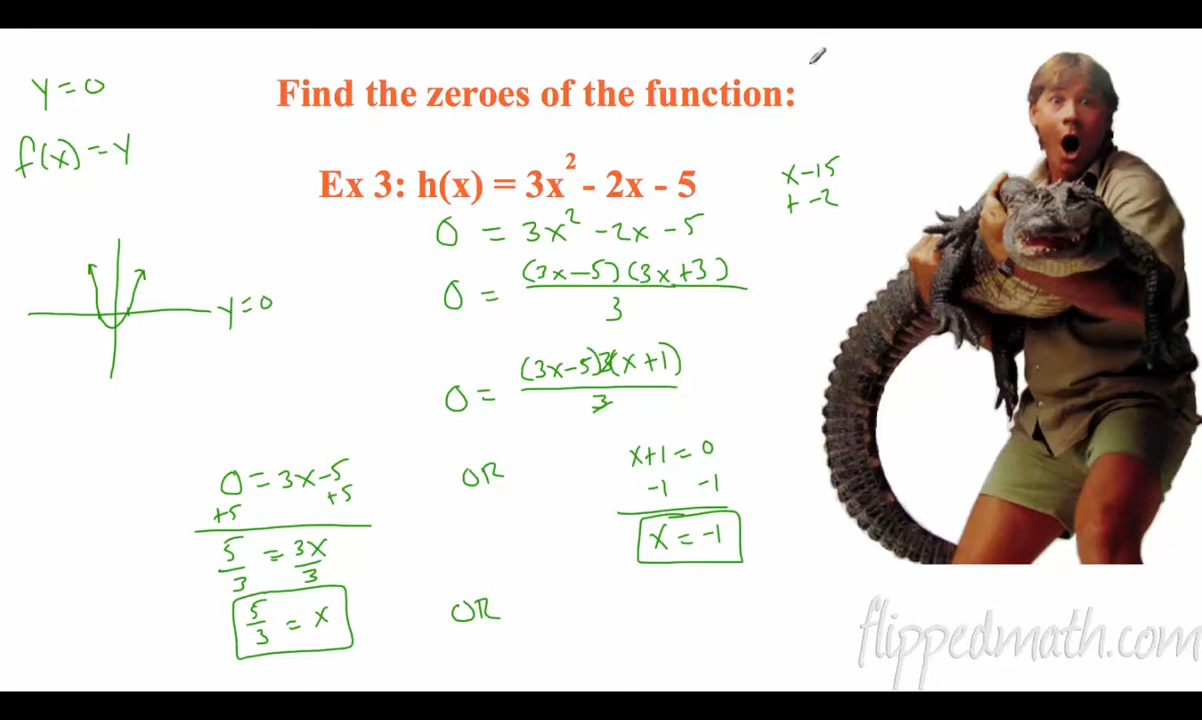 y = 0
Find the zeroes of the function:
f(x) = y
Ex 3: h(x) = 3x² - 2x - 5
x -15
+ -2
0 = 3x² - 2x - 5
0 = (3x-5)(3x+3)
3
y = 0
0 = (3x-5)3(x+1)
3
0 = 3x-5
+5 +5
5/3 = 3x/3
5/3 = x
OR
OR
x+1 = 0
-1 -1
x = -1
flippedmath.com